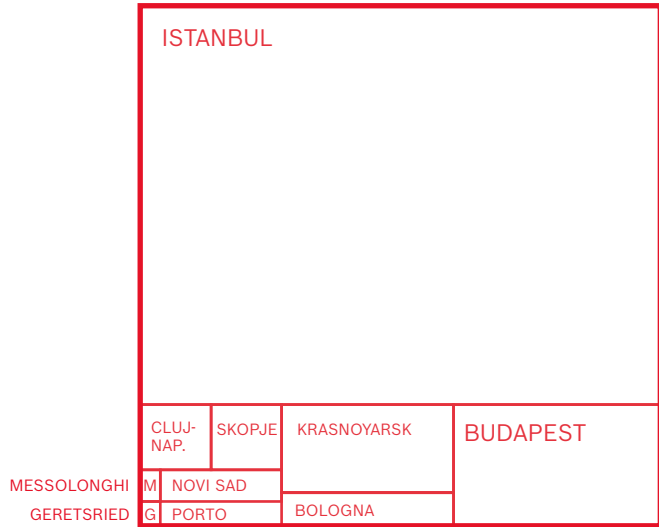 ISTANBUL
CLUJ-
NAP.
SKOPJE
KRASNOYARSK
BUDAPEST
MESSOLONGHI
M
NOVI SAD
GERETSRIED
G
PORTO
BOLOGNA